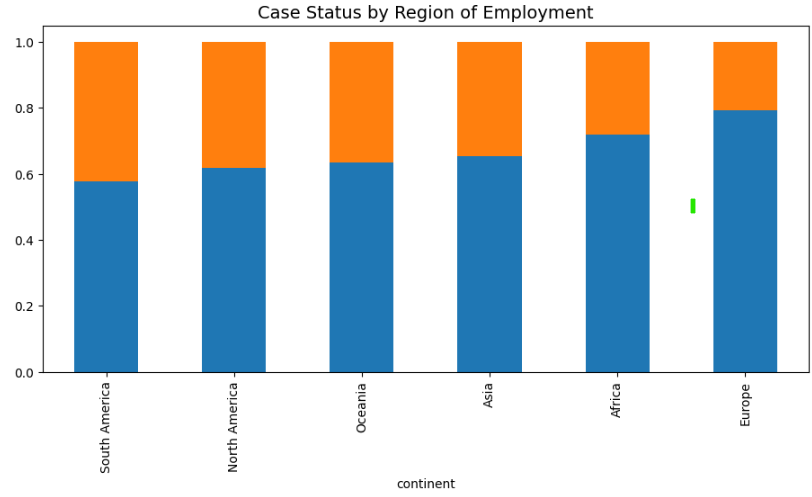 Case Status by Region of Employment
1.0
0.8
0.6
0.4
0.2
0.0
South America
North America
Oceania
Asia
Africa
Europe
continent